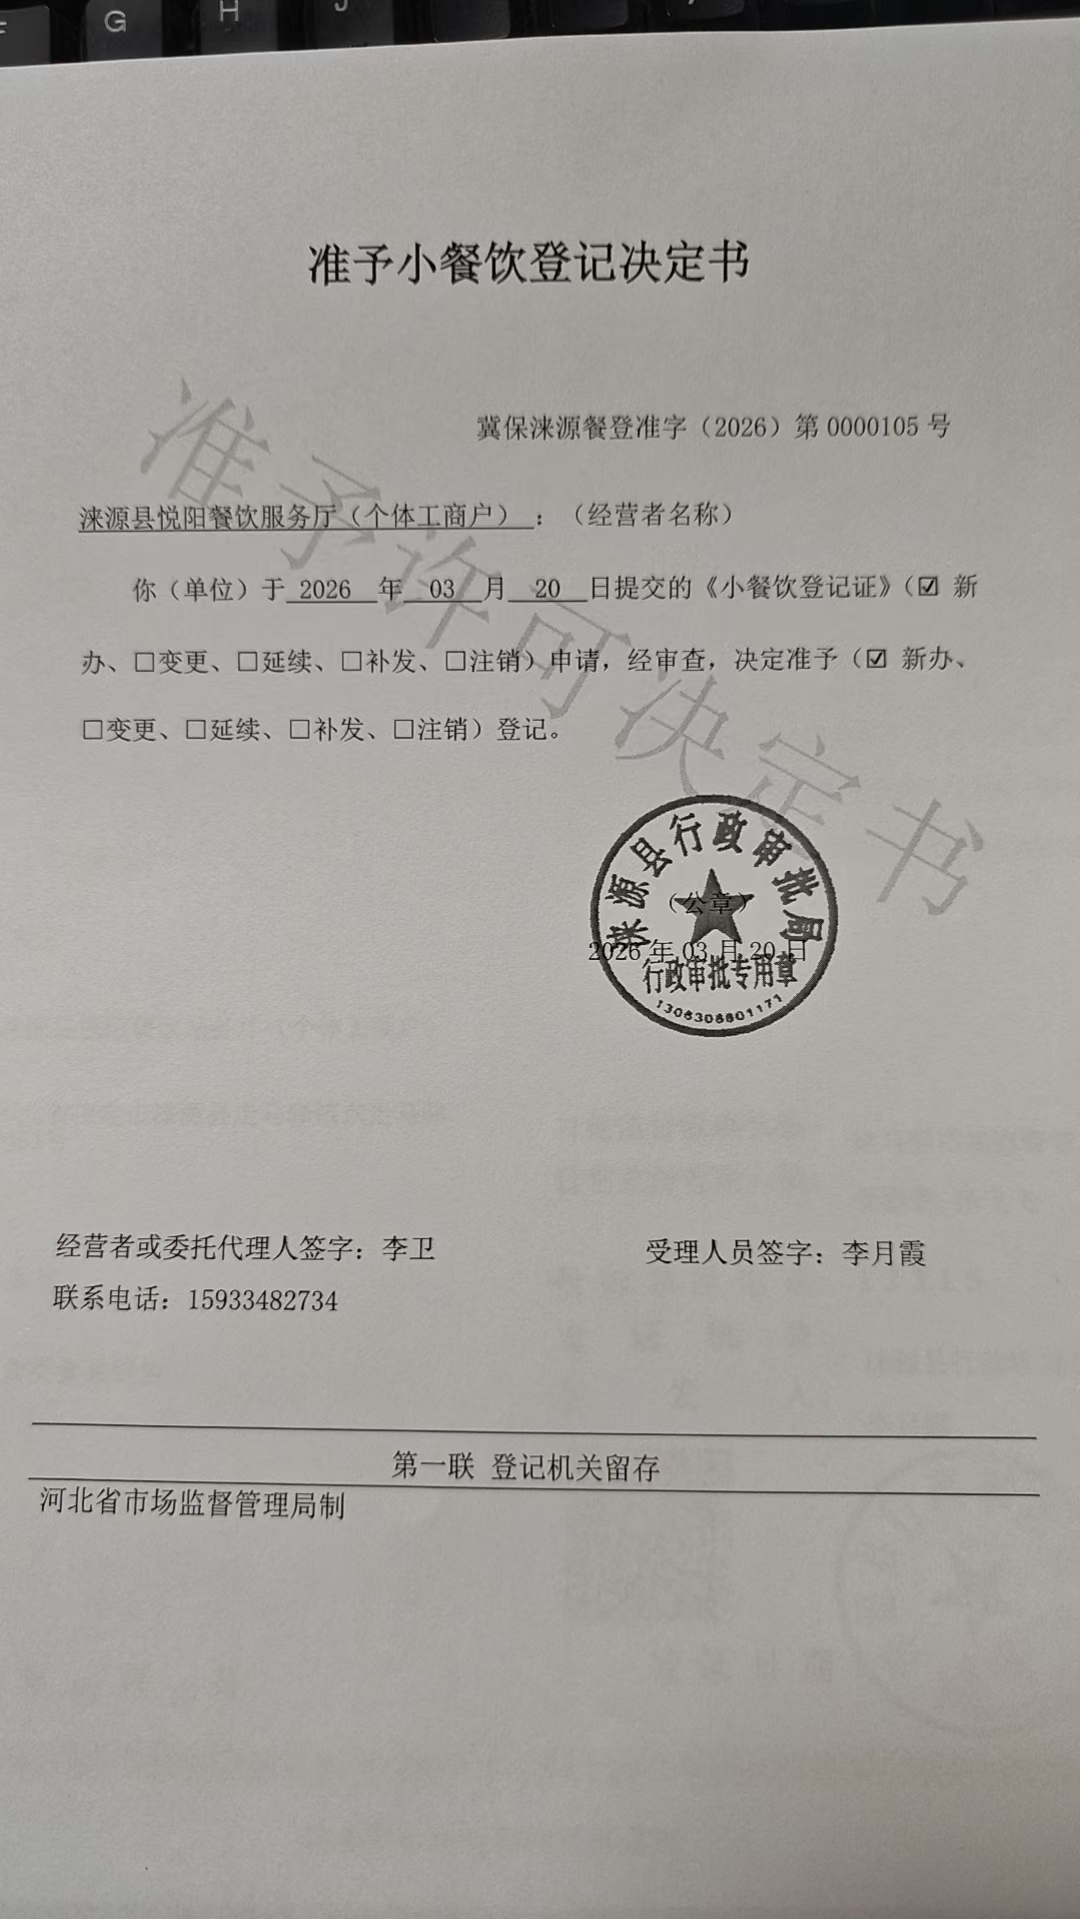 G
H
J
准予小餐饮登记决定书
冀保涞源餐登准字（2026）第 0000105 号
涞源县悦阳餐饮服务厅（个体工商户）：（经营者名称）
你（单位）于 2026 年 03 月 20 日提交的《小餐饮登记证》（☑ 新
办、□变更、□延续、□补发、□注销）申请，经审查，决定准予（☑ 新办、
□变更、□延续、□补发、□注销）登记。
准予许可决定书
涞源县行政审批局
（公章）
2026 年 03 月 20 日
行政审批专用章
经营者或委托代理人签字：李卫
受理人员签字：李月霞
联系电话：15933482734
第一联 登记机关留存
河北省市场监督管理局制